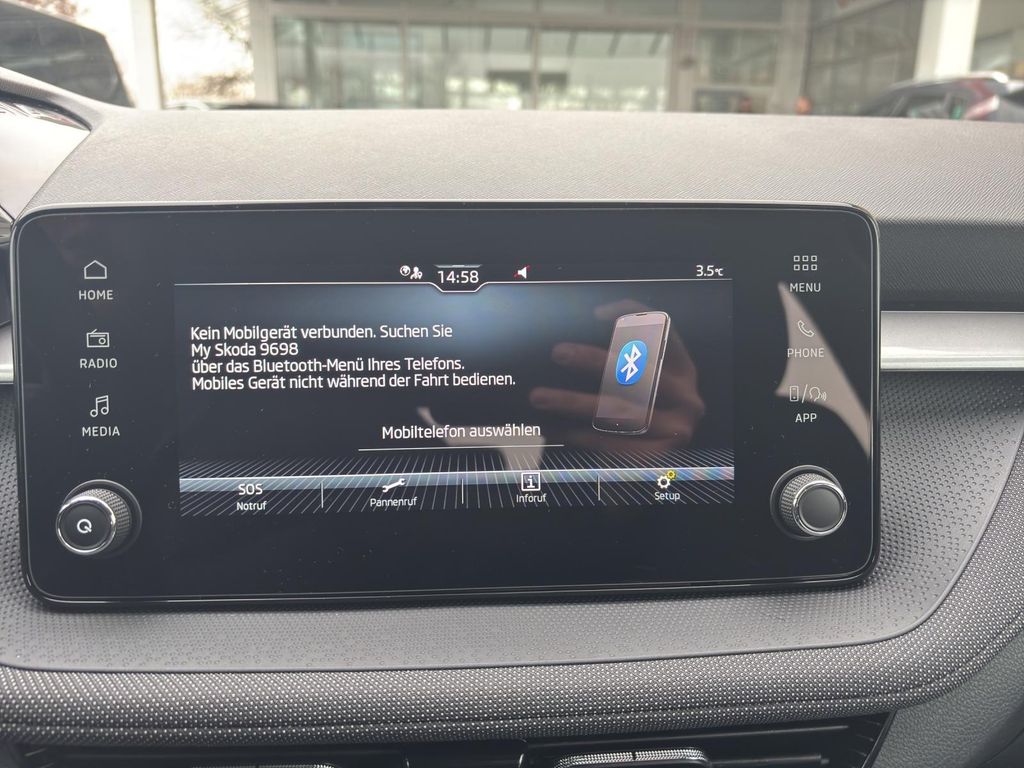 14:58
3.5°C
HOME
RADIO
MEDIA
Kein Mobilgerät verbunden. Suchen Sie
My Skoda 9698
über das Bluetooth-Menü Ihres Telefons.
Mobiles Gerät nicht während der Fahrt bedienen.
Mobiltelefon auswählen
SOS
Notruf
Pannenruf
Inforuf
Setup
MENU
PHONE
APP